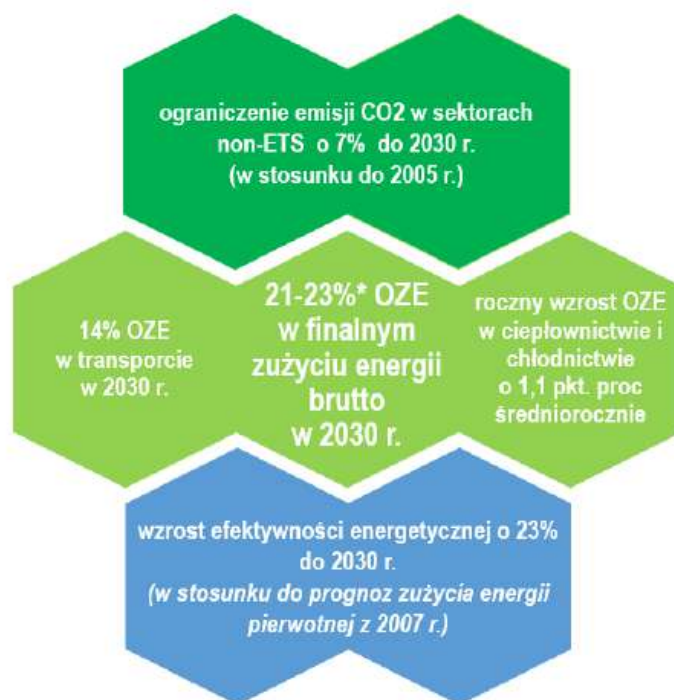 ograniczenie emisji CO2 w sektorach
non-ETS o 7% do 2030 r.
(w stosunku do 2005 r.)
14% OZE
w transporcie
w 2030 r.
21-23%* OZE
w finalnym
zużyciu energii
brutto
w 2030 r.
roczny wzrost OZE
w ciepłownictwie i
chłodnictwie
o 1,1 pkt. proc
średniorocznie
wzrost efektywności energetycznej o 23%
do 2030 r.
(w stosunku do prognoz zużycia energii
pierwotnej z 2007 r.)